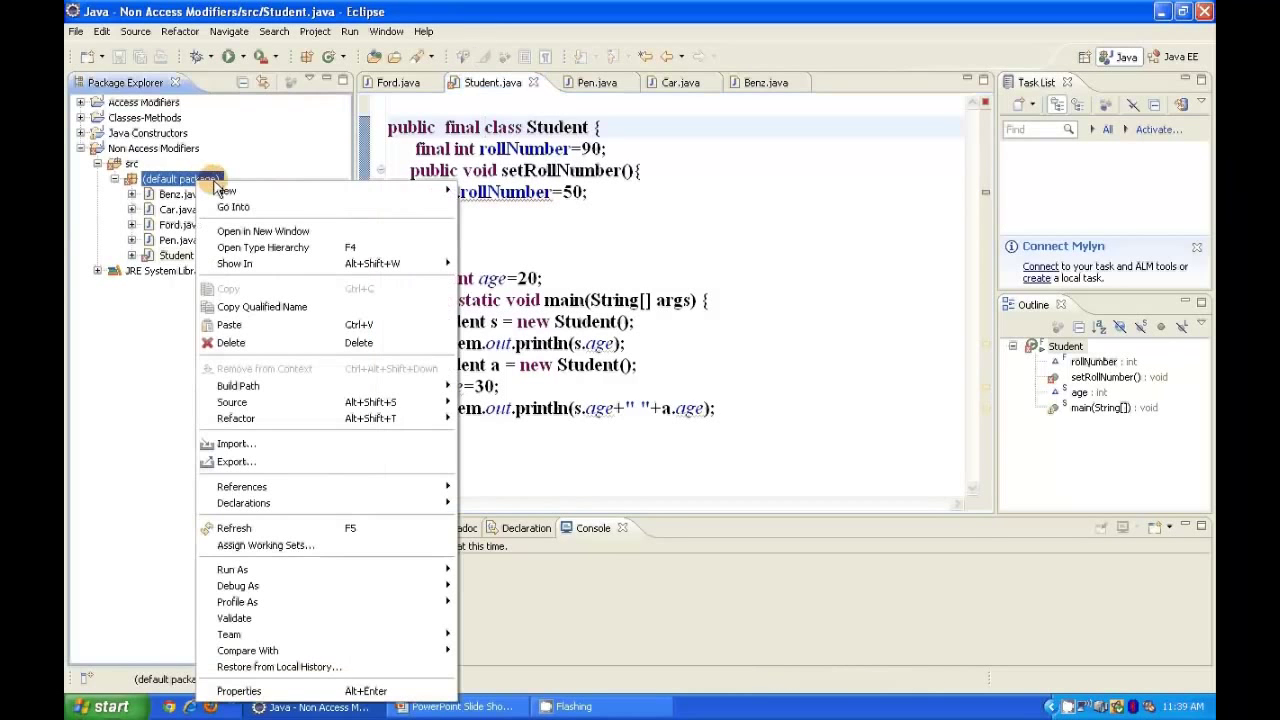 Java - Non Access Modifiers/src/Student.java - Eclipse
File Edit Source Refactor Navigate Search Project Run Window Help
Java Java EE
Package Explorer
Ford.java Student.java Pen.java Car.java Benz.java
Task List
Access Modifiers
Classes-Methods
Java Constructors
Non Access Modifiers
src
(default package)
Benz.jav
Car.java
Ford.jav
Pen.java
Student
JRE System Libra
New
Go Into
Open in New Window
Open Type Hierarchy F4
Show In Alt+Shift+W
Copy Ctrl+C
Copy Qualified Name
Paste Ctrl+V
Delete Delete
Remove from Context Ctrl+Alt+Shift+Down
Build Path
Source Alt+Shift+S
Refactor Alt+Shift+T
Import...
Export...
References
Declarations
Refresh F5
Assign Working Sets...
Run As
Debug As
Profile As
Validate
Team
Compare With
Restore from Local History...
Properties Alt+Enter
public final class Student {
final int rollNumber=90;
public void setRollNumber(){
.rollNumber=50;
nt age=20;
static void main(String[] args) {
dent s = new Student();
em.out.println(s.age);
dent a = new Student();
e=30;
em.out.println(s.age+" "+a.age);
Find All Activate...
Connect Mylyn
Connect to your task and ALM tools or
create a local task.
Outline
Student
rollNumber : int
setRollNumber() : void
age : int
main(String[]) : void
adoc Declaration Console
at this time.
(default packa
start Java - Non Access M... PowerPoint Slide Sho... Flashing 11:39 AM